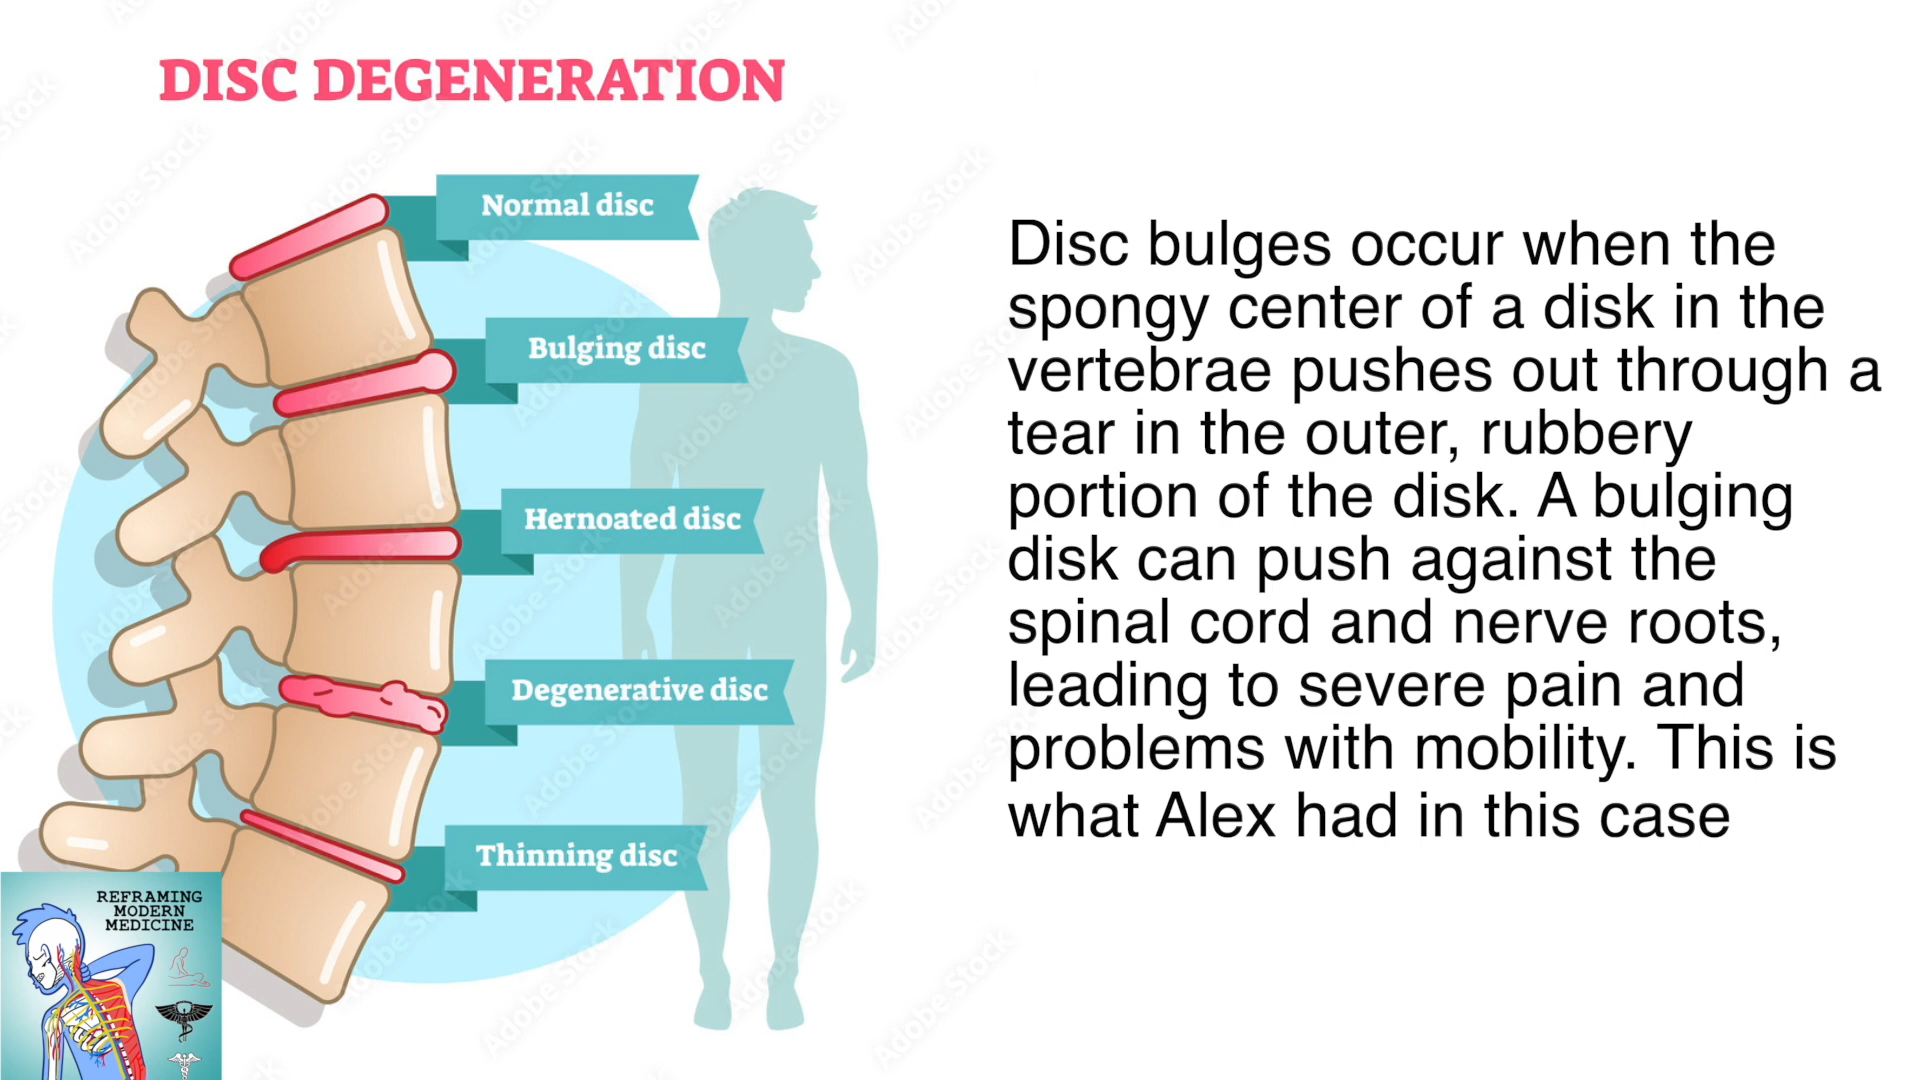 DISC DEGENERATION
Normal disc
Bulging disc
Hernoated disc
Degenerative disc
Thinning disc
Disc bulges occur when the
spongy center of a disk in the
vertebrae pushes out through a
tear in the outer, rubbery
portion of the disk. A bulging
disk can push against the
spinal cord and nerve roots,
leading to severe pain and
problems with mobility. This is
what Alex had in this case
REFRAMING
MODERN
MEDICINE
Adobe Stock